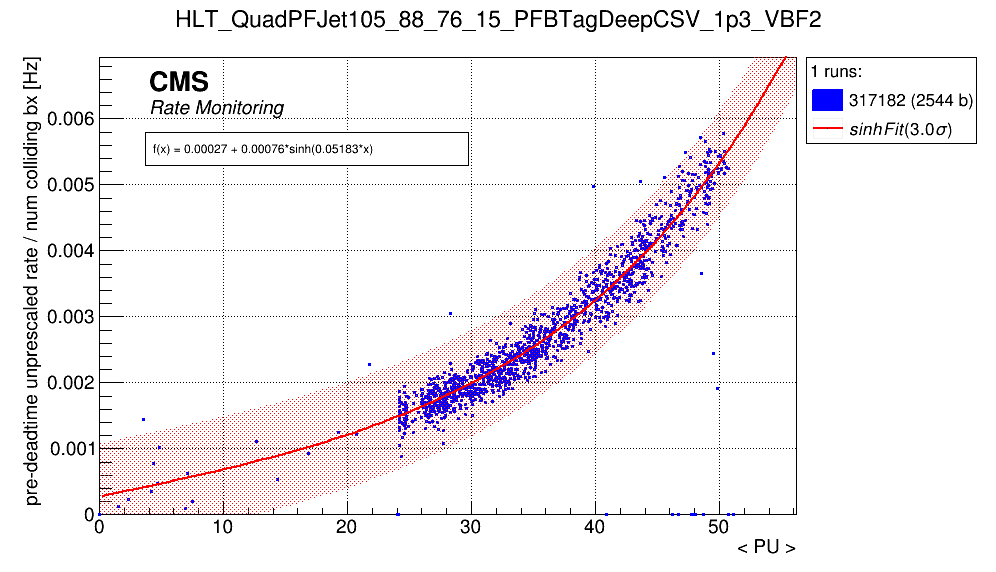 HLT_QuadPFJet105_88_76_15_PFBTagDeepCSV_1p3_VBF2
pre-deadtime unprescaled rate / num colliding bx [Hz]
CMS
Rate Monitoring
f(x) = 0.00027 + 0.00076*sinh(0.05183*x)
1 runs:
317182 (2544 b)
sinhFit(3.0σ)
0.006
0.005
0.004
0.003
0.002
0.001
0
0 10 20 30 40 50
< PU >